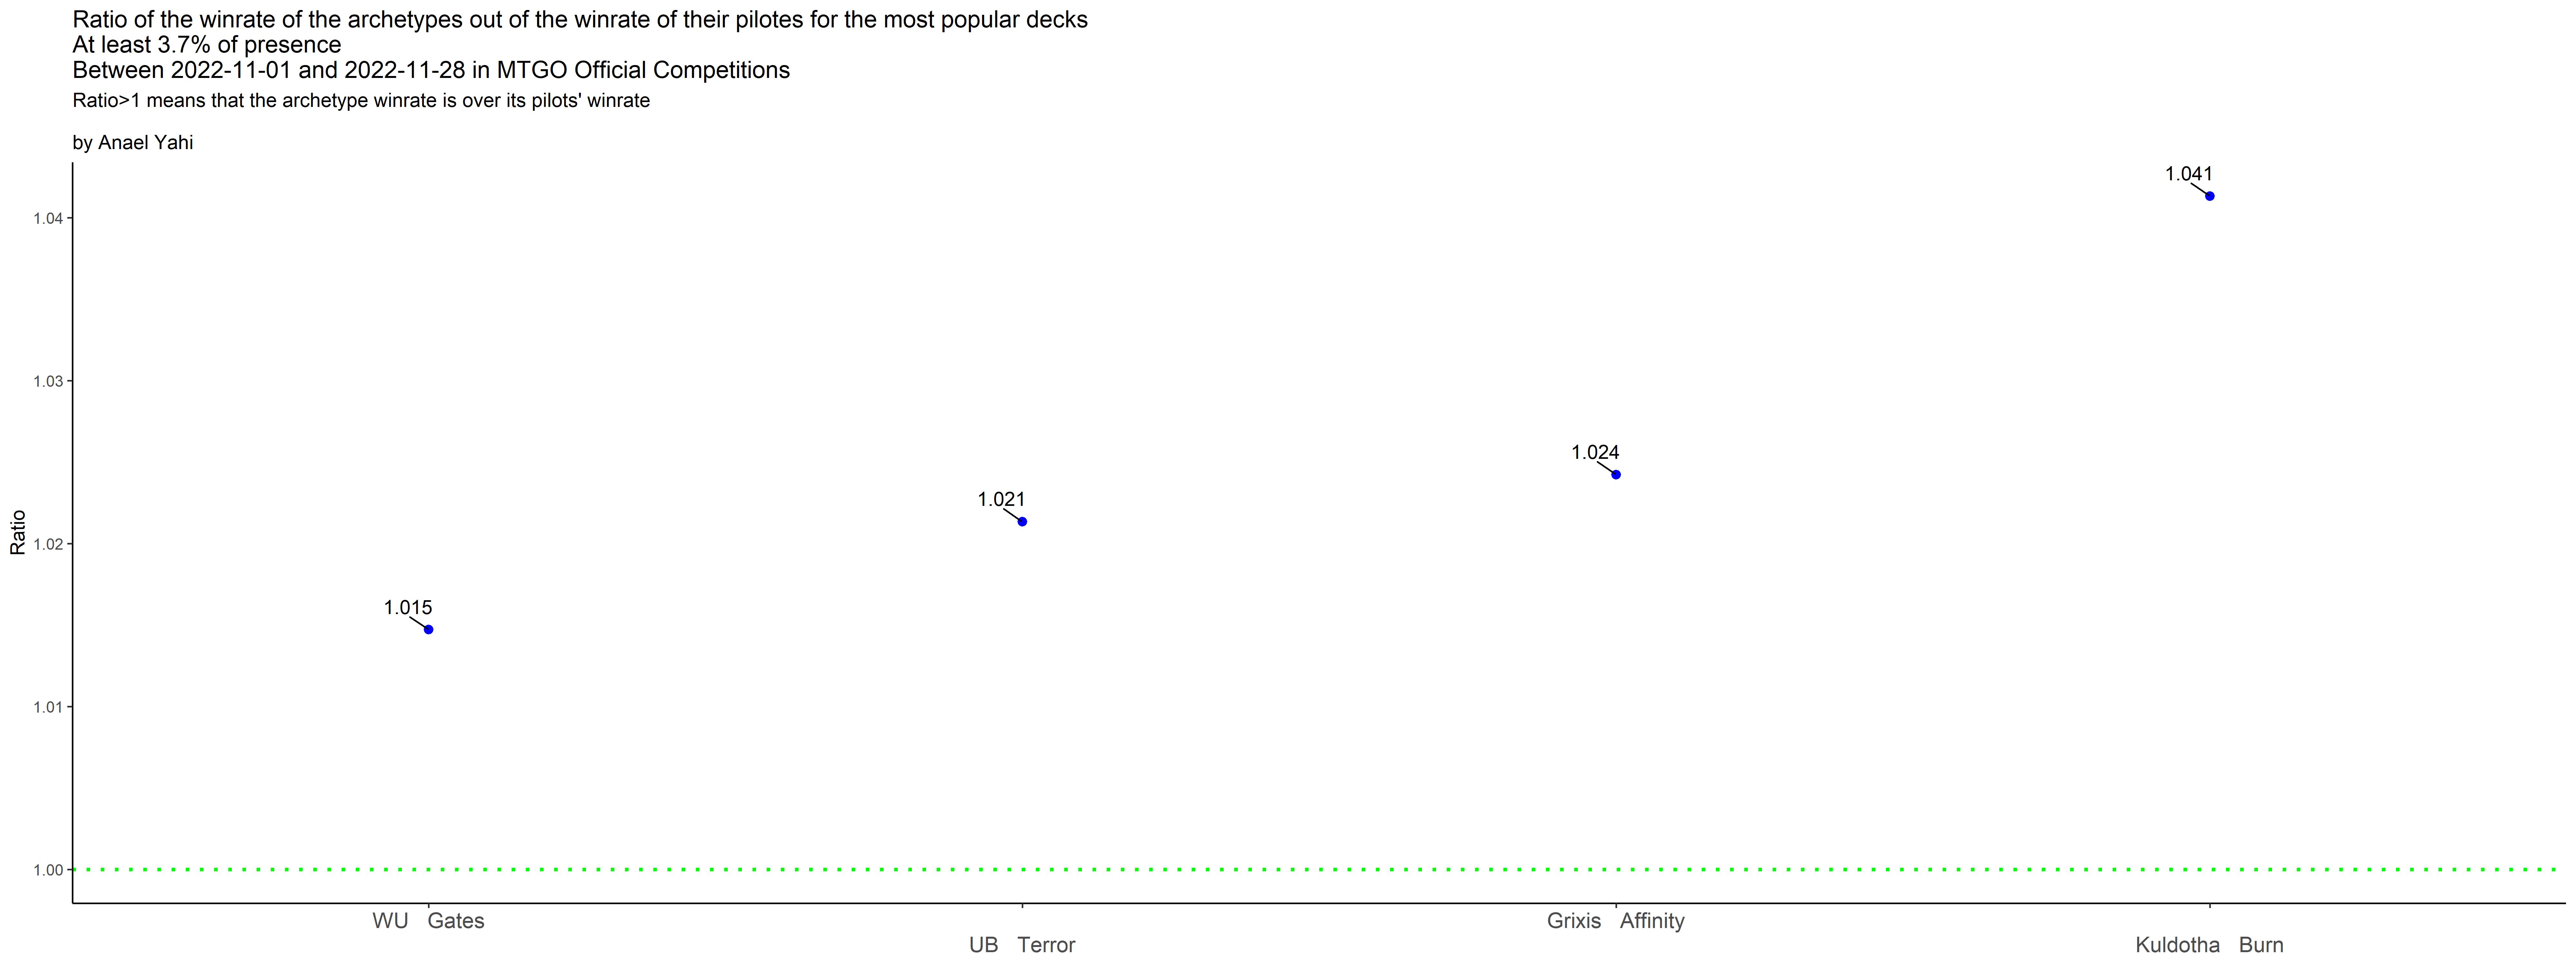 Ratio of the winrate of the archetypes out of the winrate of their pilotes for the most popular decks
At least 3.7% of presence
Between 2022-11-01 and 2022-11-28 in MTGO Official Competitions
Ratio>1 means that the archetype winrate is over its pilots' winrate
by Anael Yahi
1.041
1.04
1.03
1.024
1.021
Ratio
1.02
1.015
1.01
1.00
WU Gates
Grixis Affinity
UB Terror
Kuldotha Burn